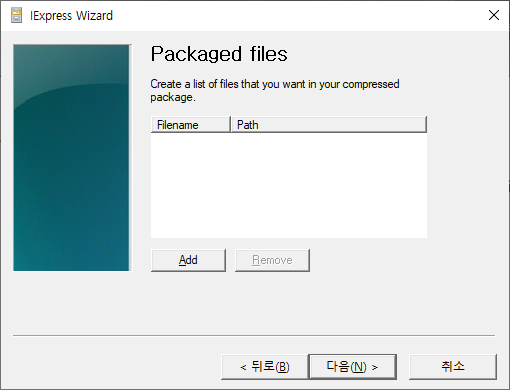 IExpress Wizard
Packaged files
Create a list of files that you want in your compressed
package.
Filename Path
Add Remove
< 뒤로(B) 다음(N) > 취소